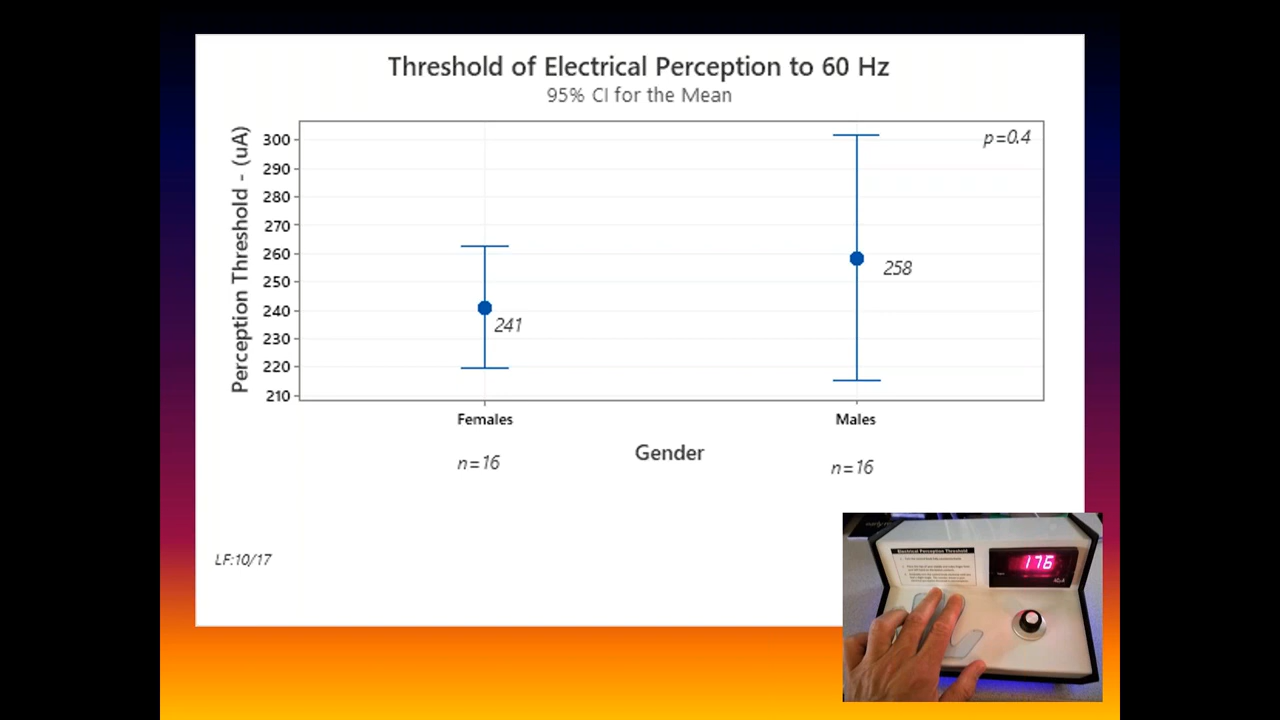 Threshold of Electrical Perception to 60 Hz
95% CI for the Mean
Perception Threshold - (uA)
300
290
280
270
260
250
240
230
220
210
p=0.4
241
258
Females
Males
Gender
n=16
n=16
LF:10/17
Electrical Perception Threshold
176